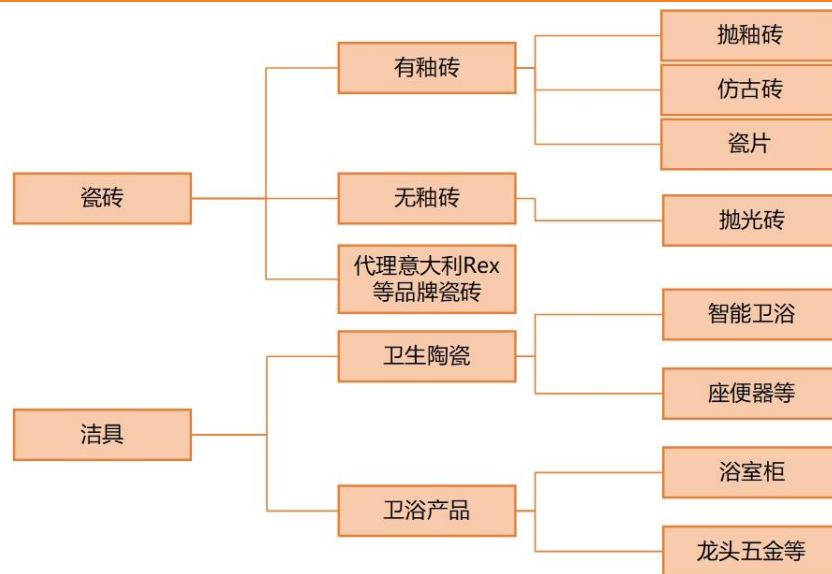 瓷砖
有釉砖
抛釉砖
仿古砖
瓷片
无釉砖
抛光砖
代理意大利Rex
等品牌瓷砖
洁具
卫生陶瓷
智能卫浴
座便器等
卫浴产品
浴室柜
龙头五金等